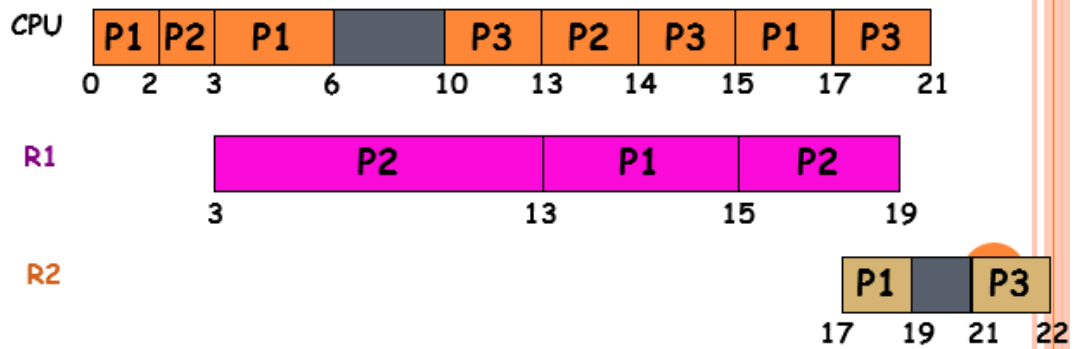 CPU P1 P2 P1 P3 P2 P3 P1 P3
0 2 3 6 10 13 14 15 17 21
R1 P2 P1 P2
3 13 15 19
R2 P1 P3
17 19 21 22